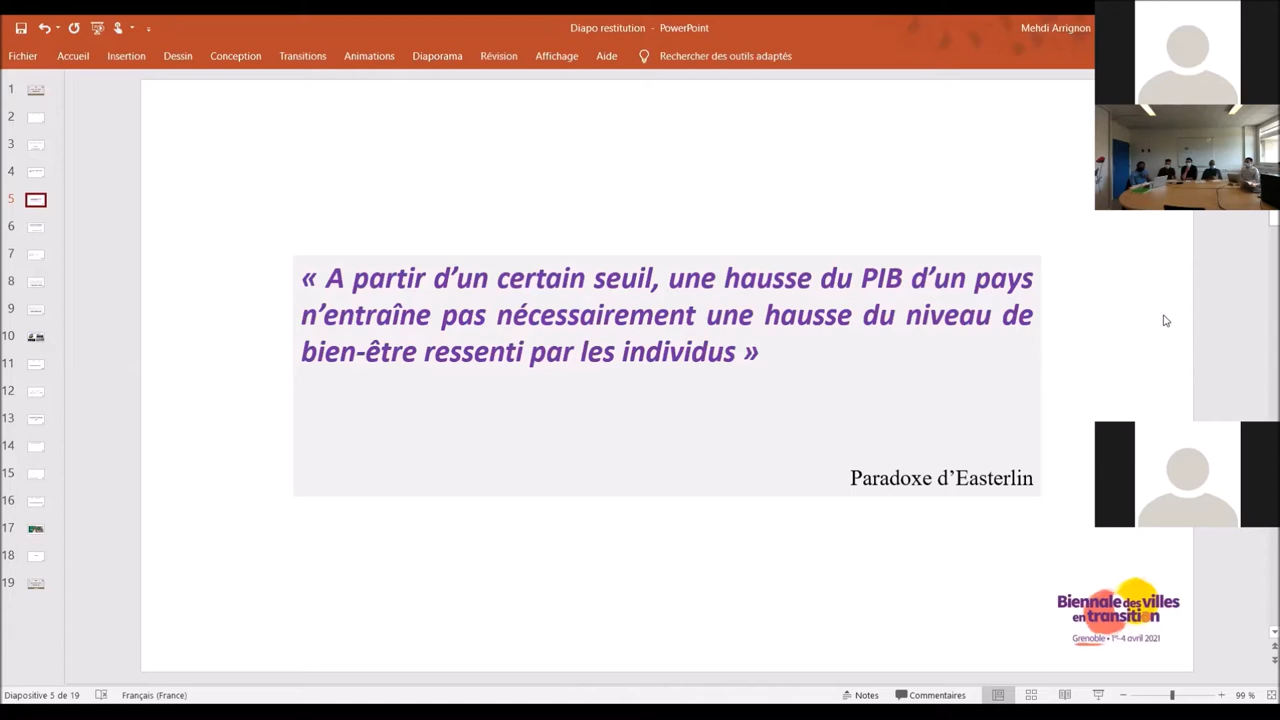 Diapo restitution - PowerPoint
Mehdi Arrignon
Fichier Accueil Insertion Dessin Conception Transitions Animations Diaporama Révision Affichage Aide Rechercher des outils adaptés
1
2
3
4
5
6
7
8
9
10
11
12
13
14
15
16
17
18
19
« A partir d’un certain seuil, une hausse du PIB d’un pays
n’entraîne pas nécessairement une hausse du niveau de
bien-être ressenti par les individus »
Paradoxe d’Easterlin
Biennale des villes
en transition
Grenoble • 1er-4 avril 2021
Diapositive 5 de 19 Français (France) Notes Commentaires 99 %